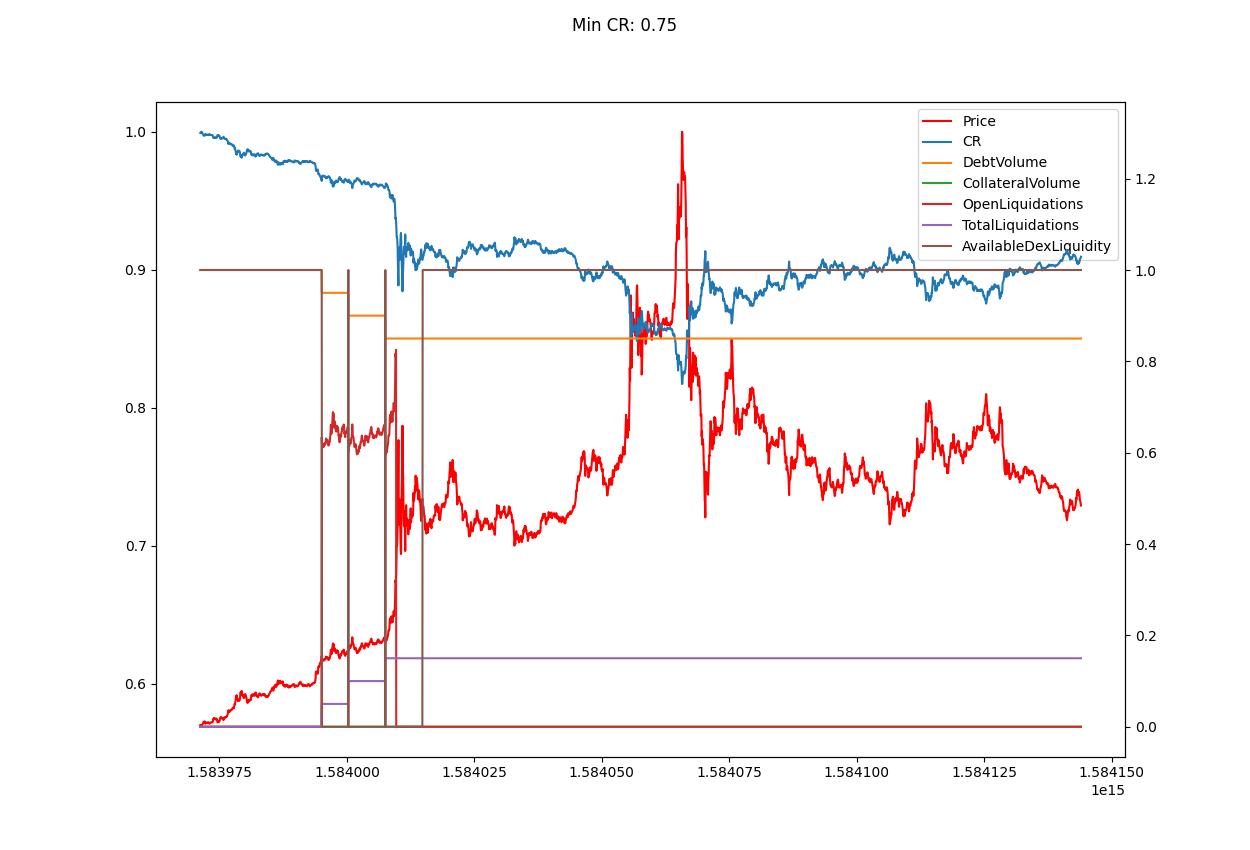 Min CR: 0.75
1.0
0.9
0.8
0.7
0.6
Price
CR
DebtVolume
CollateralVolume
OpenLiquidations
TotalLiquidations
AvailableDexLiquidity
1.2
1.0
0.8
0.6
0.4
0.2
0.0
1.583975 1.584000 1.584025 1.584050 1.584075 1.584100 1.584125 1.584150
1e15